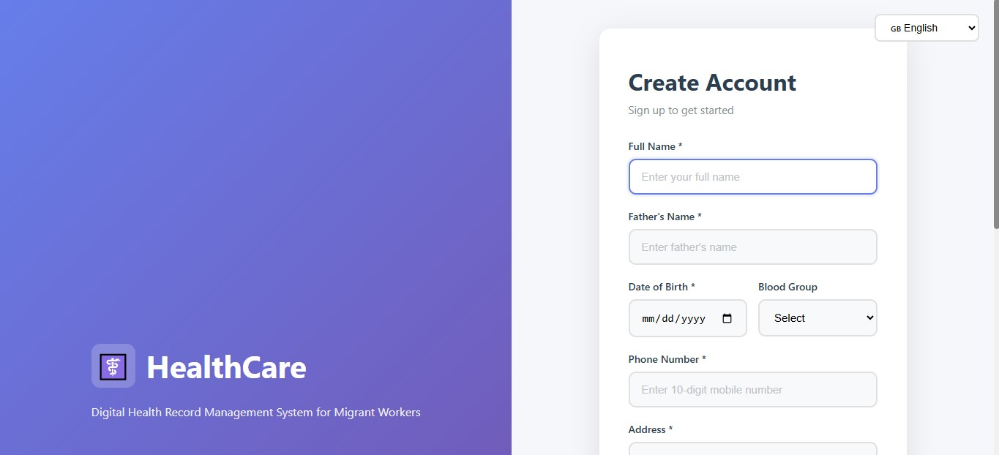 GB English
Create Account
Sign up to get started
Full Name *
Enter your full name
Father's Name *
Enter father's name
Date of Birth *
Blood Group
mm/dd/yyyy
Select
Phone Number *
Enter 10-digit mobile number
Address *
HealthCare
Digital Health Record Management System for Migrant Workers